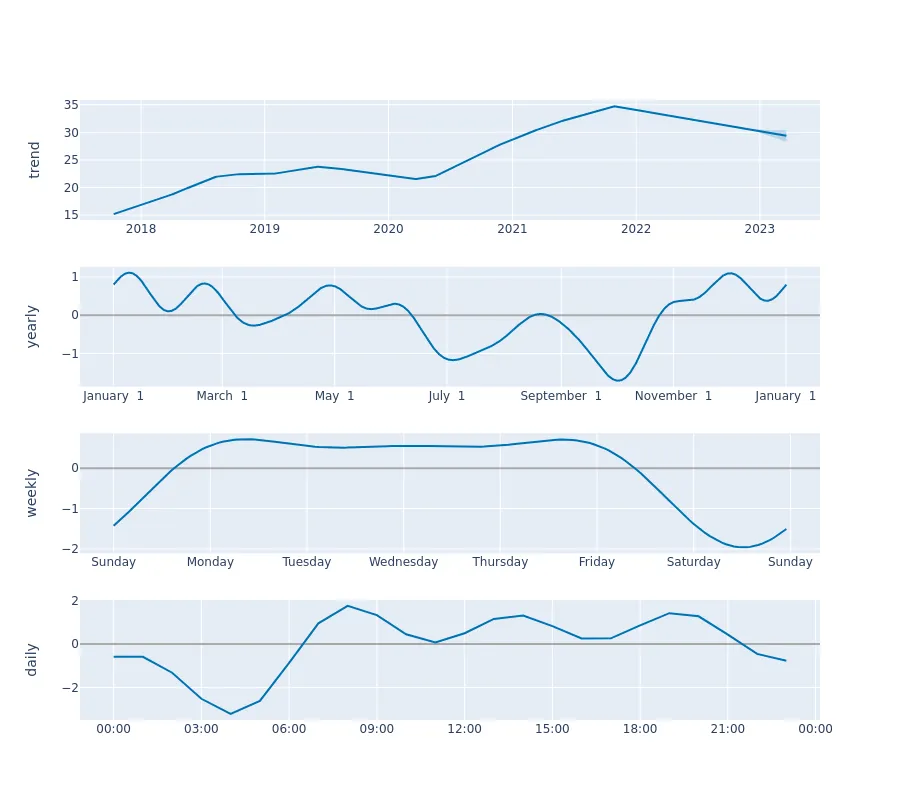 trend
35
30
25
20
15
2018 2019 2020 2021 2022 2023
yearly
1
0
−1
January 1 March 1 May 1 July 1 September 1 November 1 January 1
weekly
0
−1
−2
Sunday Monday Tuesday Wednesday Thursday Friday Saturday Sunday
daily
2
0
−2
00:00 03:00 06:00 09:00 12:00 15:00 18:00 21:00 00:00